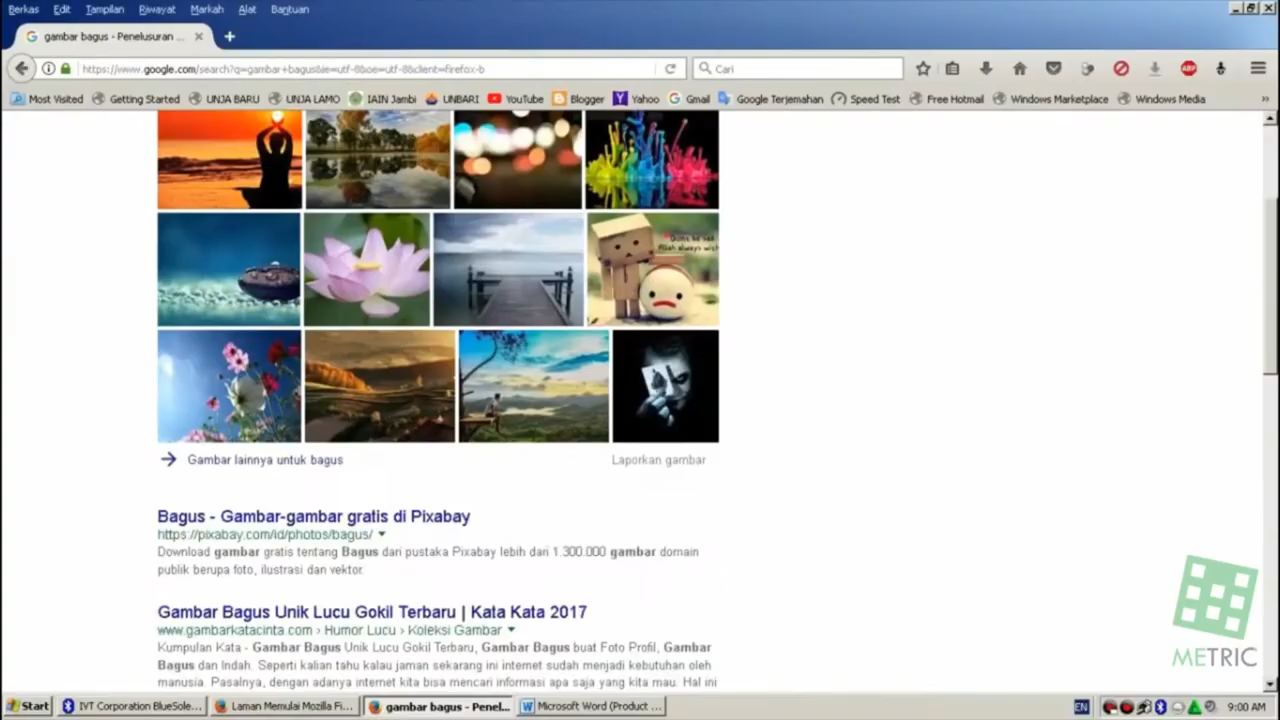 Berkas Edit Tampilan Riwayat Markah Alat Bantuan
gambar bagus - Penelusuran ...
https://www.google.com/search?q=gambar+bagus&ie=utf-8&oe=utf-8&client=firefox-b
Cari
ABP
Most Visited Getting Started UNJA BARU UNJA LAMO IAIN Jambi UNBARI YouTube Blogger Yahoo Gmail Google Terjemahan Speed Test Free Hotmail Windows Marketplace Windows Media
Gambar lainnya untuk bagus
Laporkan gambar
Bagus - Gambar-gambar gratis di Pixabay
https://pixabay.com/id/photos/bagus/
Download gambar gratis tentang Bagus dari pustaka Pixabay lebih dari 1.300.000 gambar domain
publik berupa foto, ilustrasi dan vektor.
Gambar Bagus Unik Lucu Gokil Terbaru | Kata Kata 2017
www.gambarkatacinta.com › Humor Lucu › Koleksi Gambar
Kumpulan Kata - Gambar Bagus Unik Lucu Gokil Terbaru, Gambar Bagus buat Foto Profil, Gambar
Bagus dan Indah. Seperti kalian tahu kalau jaman sekarang ini internet sudah menjadi kebutuhan oleh
manusia. Pasalnya, dengan adanya internet kita bisa mencari informasi apa saja yang kita mau. Hal ini
METRIC
Start
IVT Corporation BlueSole...
Laman Memulai Mozilla Fi...
gambar bagus - Penel...
Microsoft Word (Product ...
EN
9:00 AM